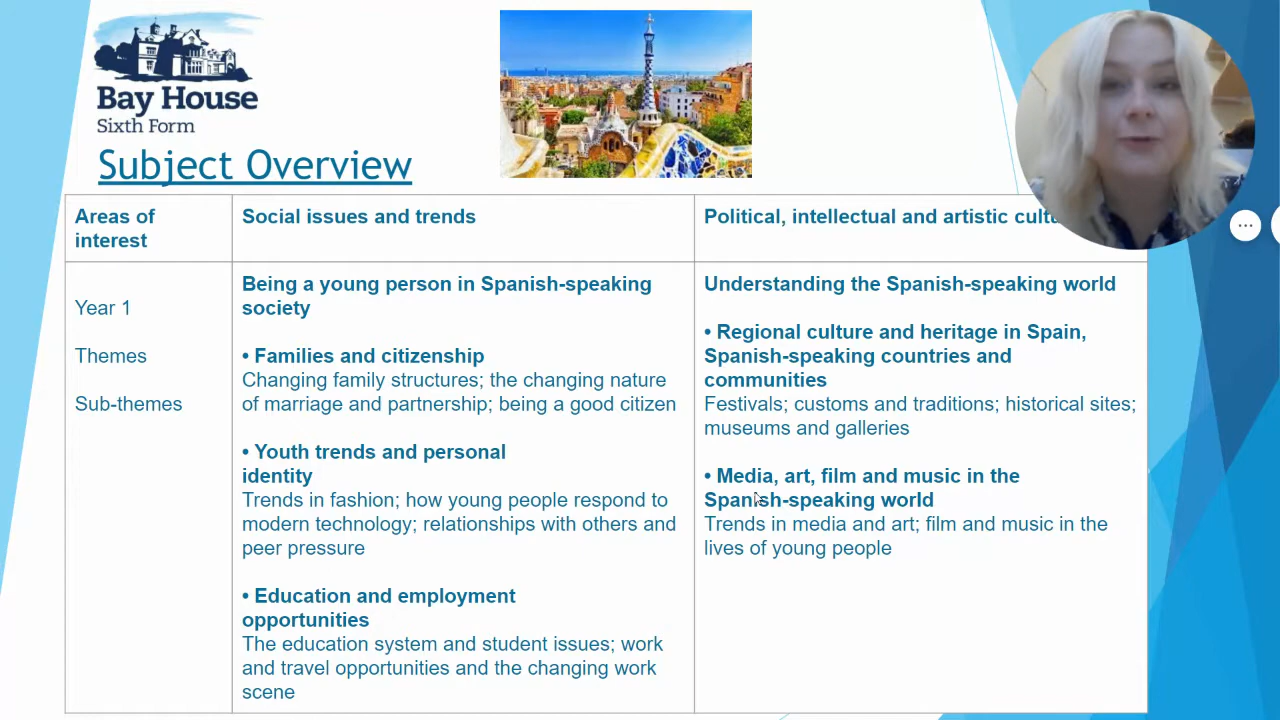 Bay House
Sixth Form
Subject Overview
Areas of
interest
Social issues and trends
Political, intellectual and artistic
Year 1
Themes
Sub-themes
Being a young person in Spanish-speaking
society
• Families and citizenship
Changing family structures; the changing nature
of marriage and partnership; being a good citizen
• Youth trends and personal
identity
Trends in fashion; how young people respond to
modern technology; relationships with others and
peer pressure
• Education and employment
opportunities
The education system and student issues; work
and travel opportunities and the changing work
scene
Understanding the Spanish-speaking world
• Regional culture and heritage in Spain,
Spanish-speaking countries and
communities
Festivals; customs and traditions; historical sites;
museums and galleries
• Media, art, film and music in the
Spanish-speaking world
Trends in media and art; film and music in the
lives of young people